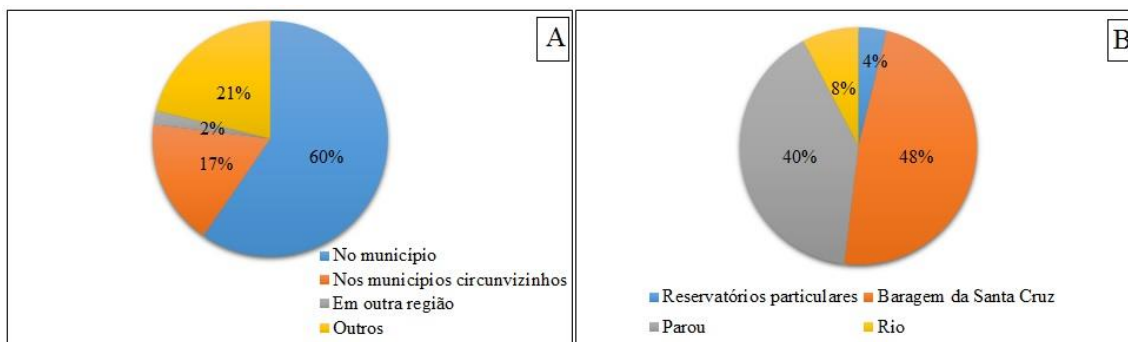 A
21%
2%
17%
60%
No município
Nos municípios circunvizinhos
Em outra região
Outros
B
4%
8%
40%
48%
Reservatórios particulares
Baragem da Santa Cruz
Parou
Rio